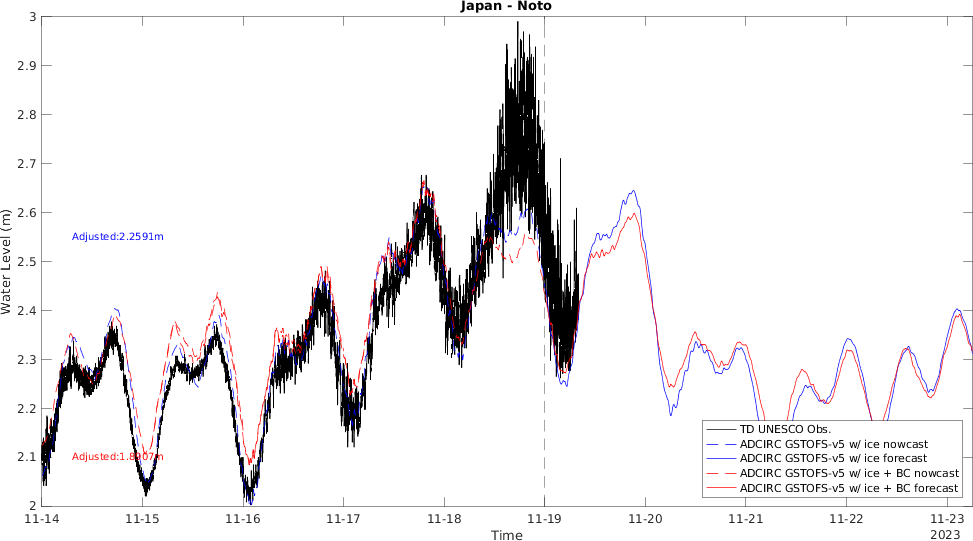 Japan - Noto
3
2.9
2.8
2.7
2.6
2.5
2.4
2.3
2.2
2.1
2
Water Level (m)
Adjusted:2.2591m
Adjusted:1.8907m
TD UNESCO Obs.
ADCIRC GSTOFS-v5 w/ ice nowcast
ADCIRC GSTOFS-v5 w/ ice forecast
ADCIRC GSTOFS-v5 w/ ice + BC nowcast
ADCIRC GSTOFS-v5 w/ ice + BC forecast
11-14 11-15 11-16 11-17 11-18 11-19 11-20 11-21 11-22 11-23
Time
2023